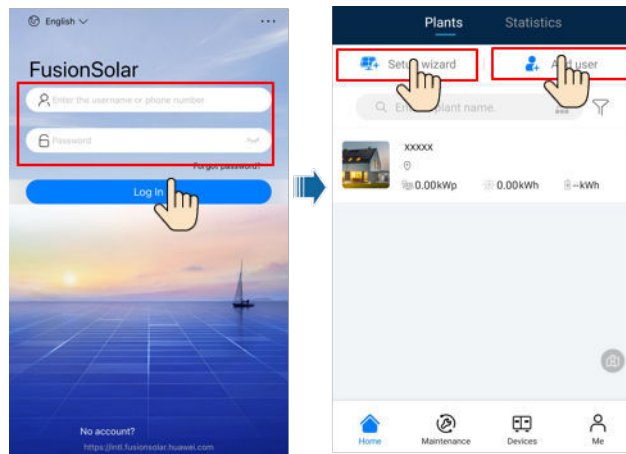 English
FusionSolar
Enter the username or phone number
Password
Forgot password?
Log In
No account?
https://intl.fusionsolar.huawei.com
Plants Statistics
Setup wizard Add user
Enter plant name.
xxxxx
0.00kWp 0.00kWh --kWh
Home Maintenance Devices Me